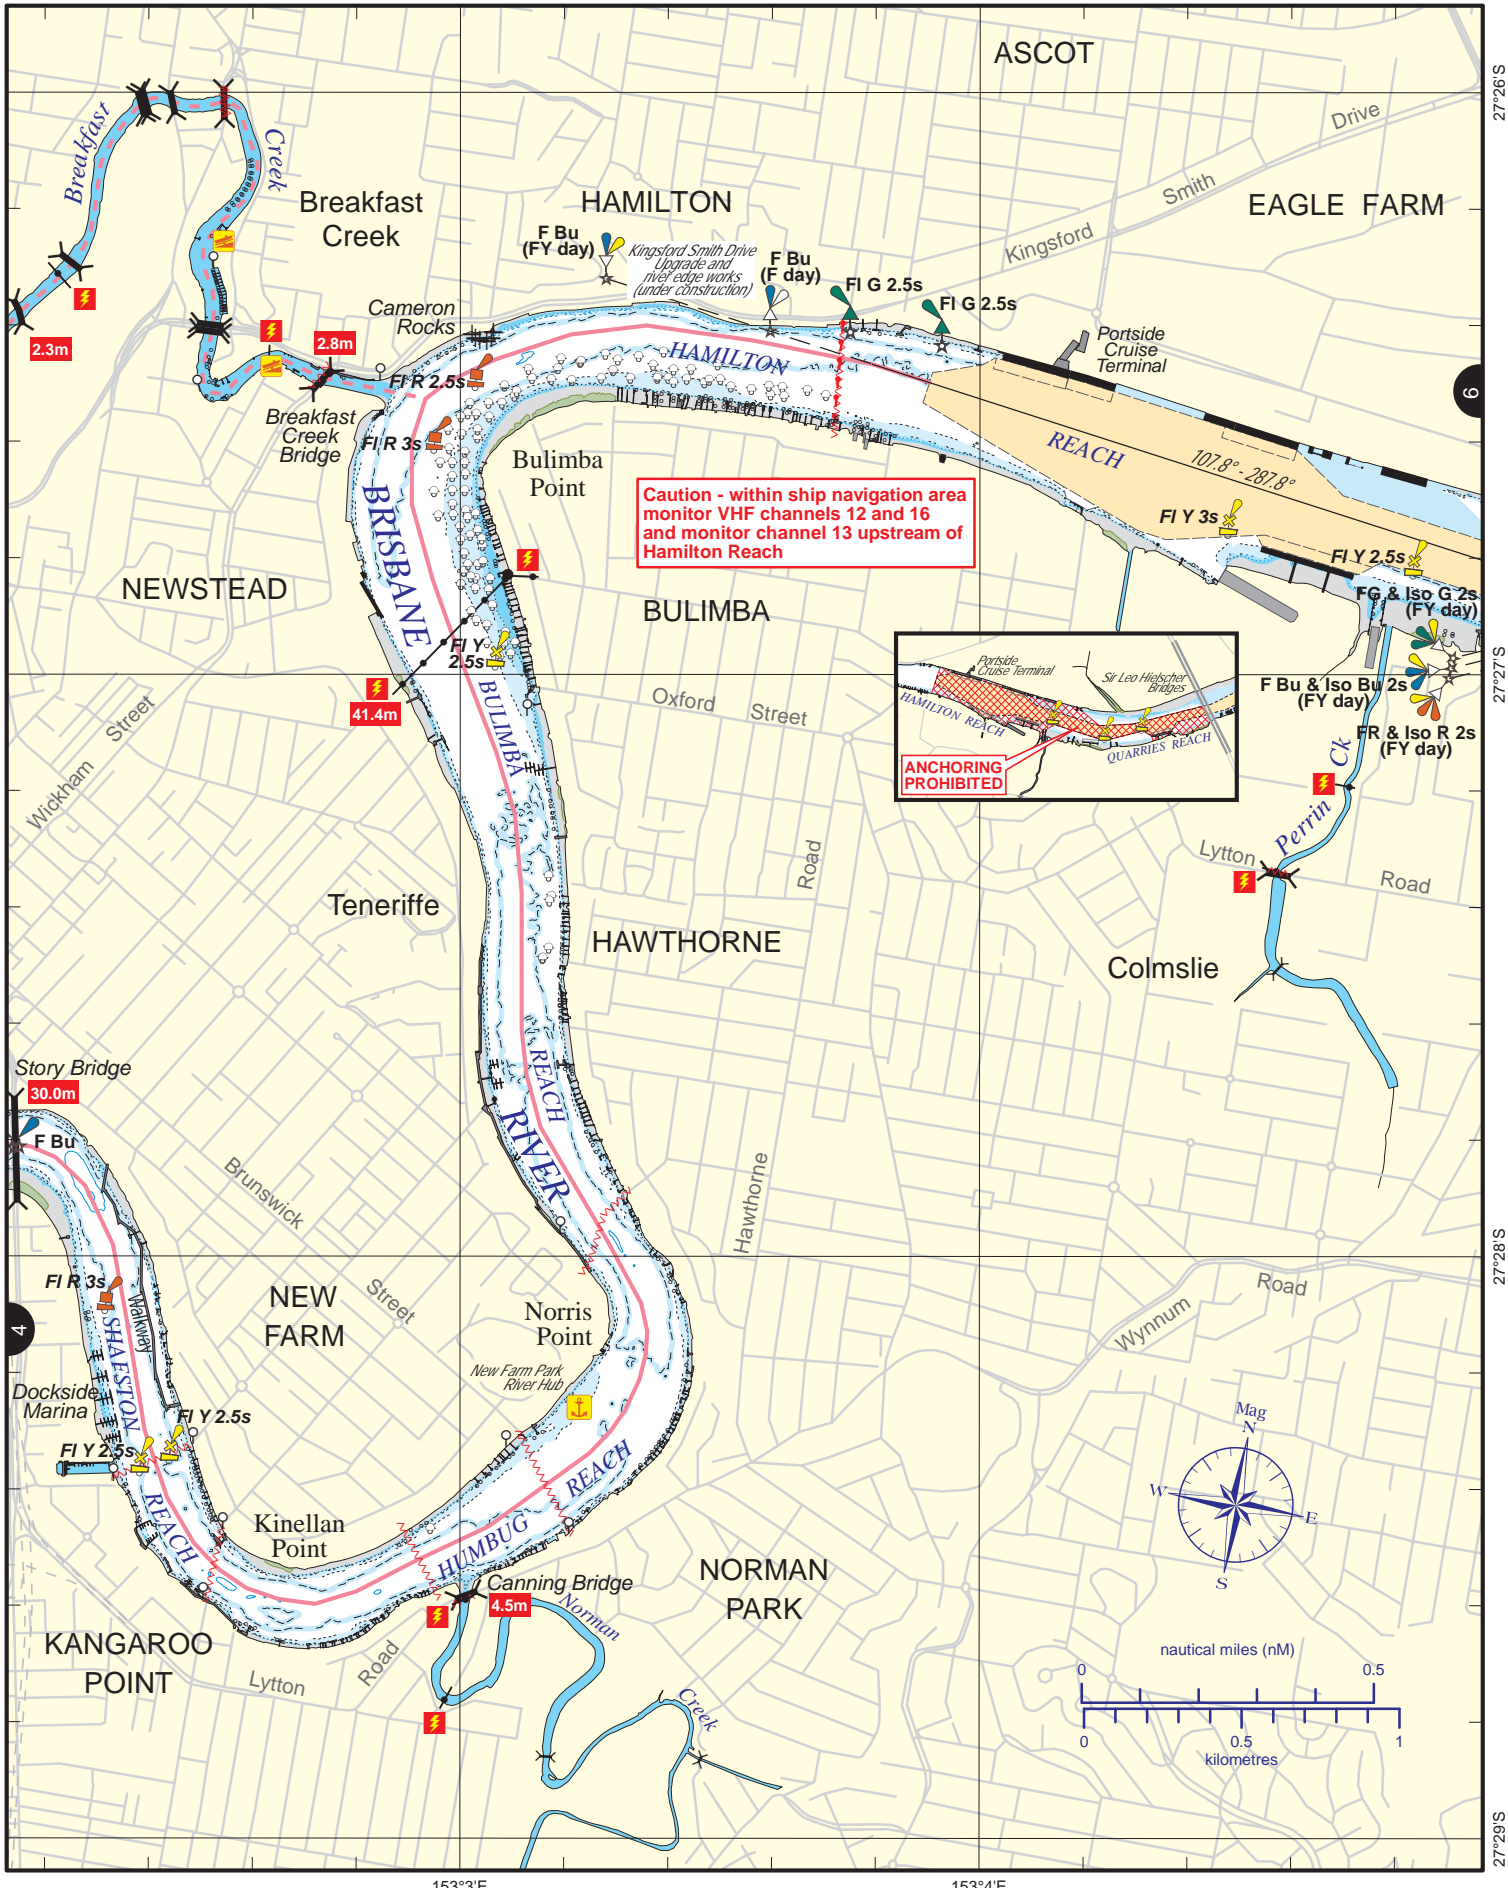 ASCOT
27°26'S
Drive
Smith
Kingsford
EAGLE FARM
Breakfast
Creek
Breakfast
Creek
HAMILTON
F Bu
(FY day)
Kingsford Smith Drive
Upgrade and
river edge works
(under construction)
F Bu
(F day)
Fl G 2.5s
Fl G 2.5s
Cameron
Rocks
Portside
Cruise
Terminal
2.3m
2.8m
HAMILTON
Fl R 2.5s
6
Breakfast
Creek
Bridge
Fl R 3s
REACH
107.8° - 287.8°
Bulimba
Point
Caution - within ship navigation area
monitor VHF channels 12 and 16
and monitor channel 13 upstream of
Hamilton Reach
Fl Y 3s
Fl Y 2.5s
BRISBANE
NEWSTEAD
BULIMBA
FG & Iso G 2s
(FY day)
Fl Y
2.5s
27°27'S
Portside
Cruise Terminal
Sir Leo Hielscher
Bridges
HAMILTON REACH
QUARRIES REACH
ANCHORING
PROHIBITED
F Bu & Iso Bu 2s
(FY day)
FR & Iso R 2s
(FY day)
41.4m
BULIMBA
Oxford Street
Street
Wickham
Perrin Ck
Lytton
Road
Road
Teneriffe
HAWTHORNE
Colmslie
Story Bridge
30.0m
F Bu
REACH
RIVER
Brunswick
Street
Hawthorne
27°28'S
Road
Wynnum
Fl R 3s
NEW
FARM
Norris
Point
4
Walkway
SHAFSTON
New Farm Park
River Hub
Dockside
Marina
Fl Y 2.5s
Fl Y 2.5s
REACH
REACH
Mag
N
W
E
S
Kinellan
Point
HUMBUG
NORMAN
PARK
Canning Bridge
4.5m
Norman
Creek
KANGAROO
POINT
Lytton
Road
nautical miles (nM)
0 0.5
0 0.5 1
kilometres
27°29'S
153°3'E
153°4'E